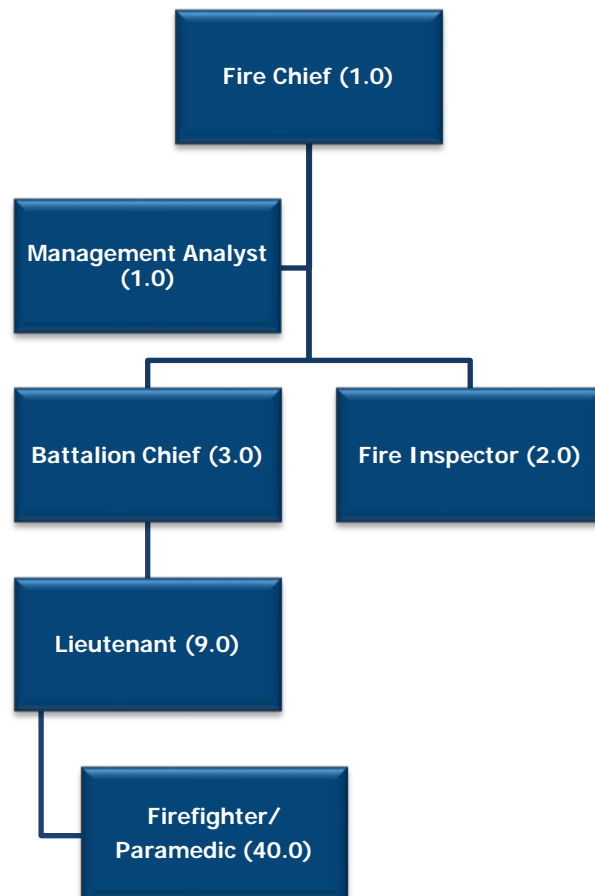 Fire Chief (1.0)
Management Analyst
(1.0)
Battalion Chief (3.0)
Fire Inspector (2.0)
Lieutenant (9.0)
Firefighter/
Paramedic (40.0)